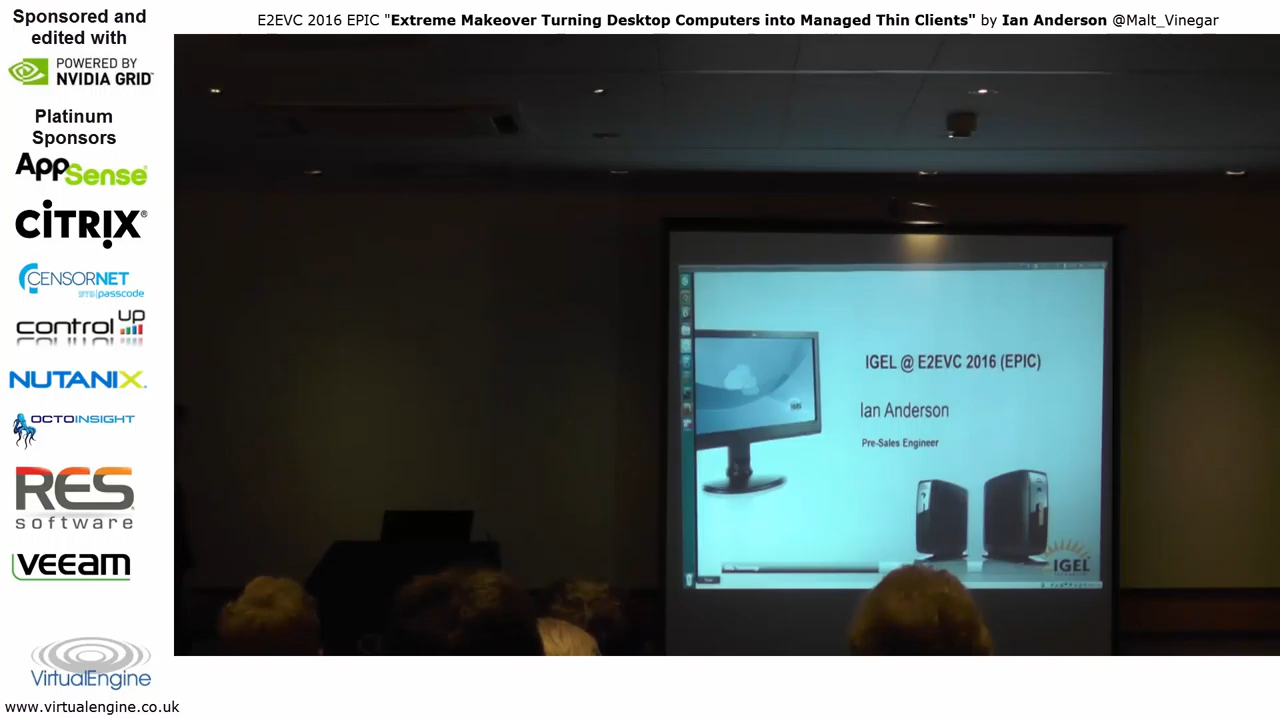 E2EVC 2016 EPIC "Extreme Makeover Turning Desktop Computers into Managed Thin Clients" by Ian Anderson @Malt_Vinegar
Sponsored and
edited with
POWERED BY
NVIDIA GRID
Platinum
Sponsors
AppSense
CiTRIX
CENSORNET
SMS|passcode
control up
NUTANIX
OCTOINSIGHT
RES
software
veeam
VirtualEngine
www.virtualengine.co.uk
IGEL @ E2EVC 2016 (EPIC)
Ian Anderson
Pre-Sales Engineer
IGEL